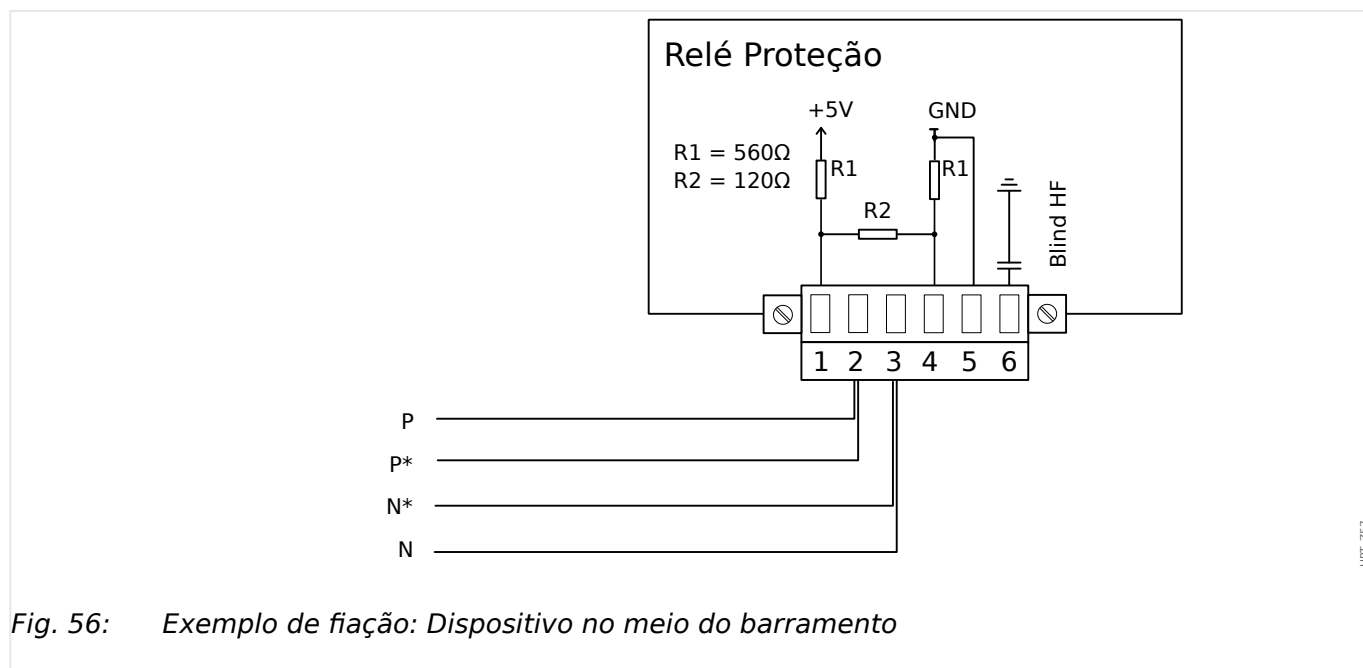 Relé Proteção
+5V
GND
R1 = 560Ω
R2 = 120Ω
R1
R1
R2
Blind HF
1 2 3 4 5 6
P
P*
N*
N
Fig. 56: Exemplo de fiação: Dispositivo no meio do barramento